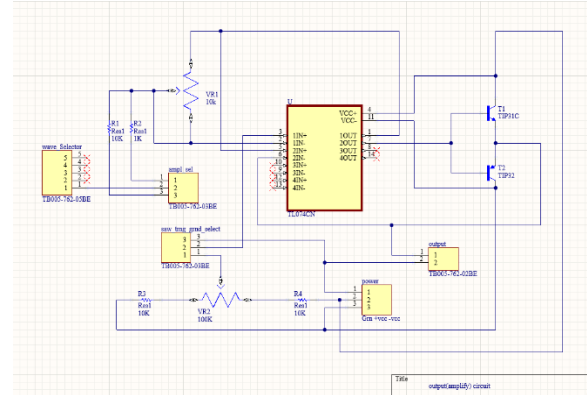 VR1
10k
R1
Res1
10K
R2
Res1
1K
wave_Selector
5
4
3
2
1
TB005-762-05BE
ampl_sel
1
2
3
TB005-762-03BE
U
1IN+
1IN-
2IN+
2IN-
3IN+
3IN-
4IN+
4IN-
VCC+
VCC-
1OUT
2OUT
3OUT
4OUT
4
11
14
TL074CN
T1
TIP31C
T2
TIP32
3
2
1
TB005-762-03BE
output
1
2
TB005-762-02BE
R3
Res1
10K
VR2
100K
R4
Res1
10K
power
1
2
3
Gnn +vcc -vcc
Title
output(amplify) circuit